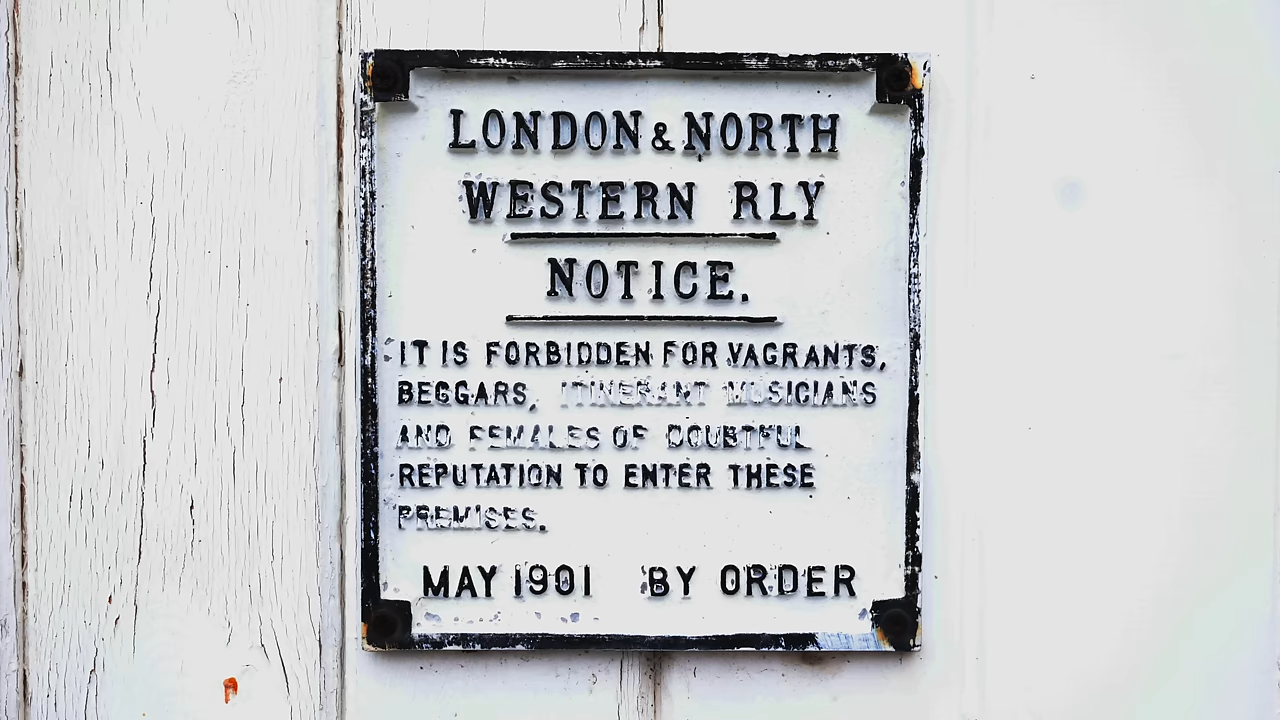 LONDON & NORTH
WESTERN RLY
NOTICE.
IT IS FORBIDDEN FOR VAGRANTS,
BEGGARS, ITINERANT MUSICIANS
AND FEMALES OF DOUBTFUL
REPUTATION TO ENTER THESE
PREMISES.
MAY 1901 BY ORDER